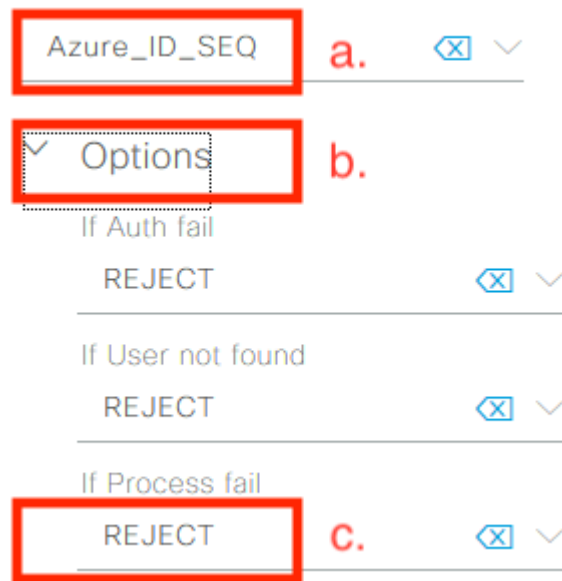 Azure_ID_SEQ a.
Options b.
If Auth fail
REJECT
If User not found
REJECT
If Process fail
REJECT c.